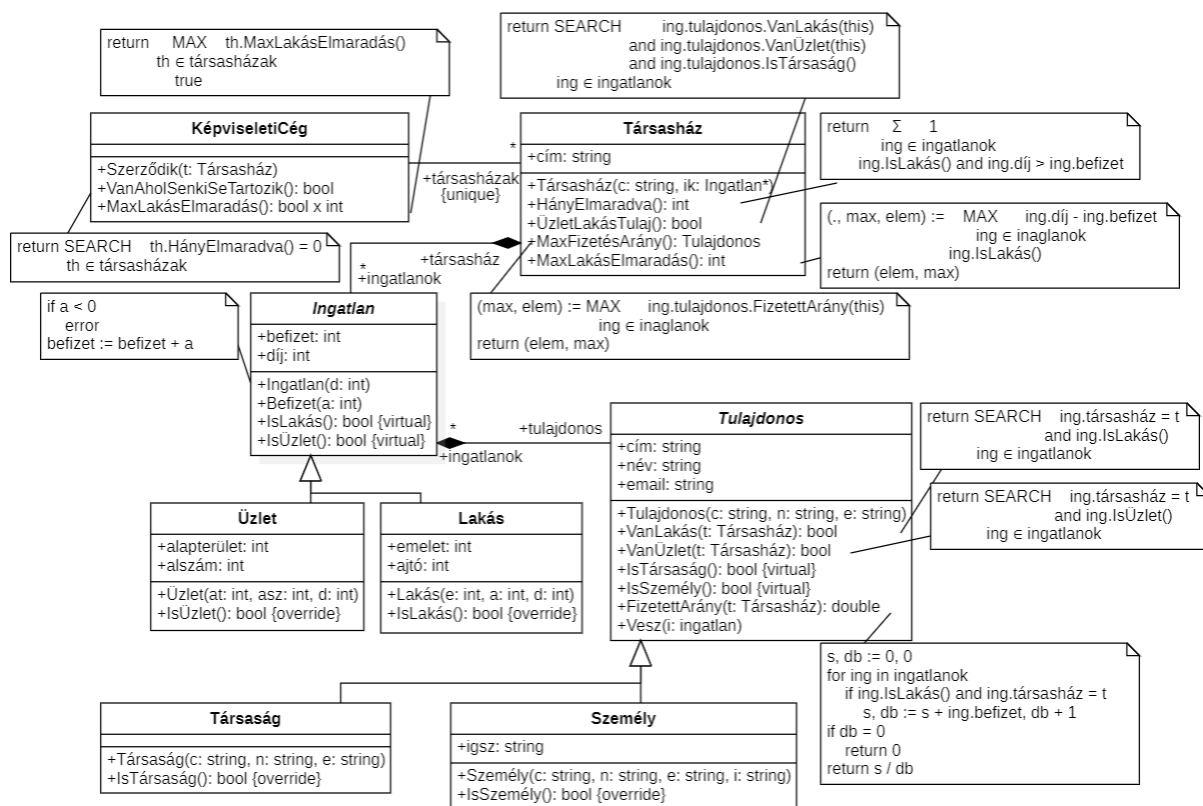 return MAX th.MaxLakásElmaradás()
th ∈ társasházak
true
return SEARCH ing.tulajdonos.VanLakás(this)
and ing.tulajdonos.VanÜzlet(this)
and ing.tulajdonos.IsTársaság()
ing ∈ ingatlanok
KépviseletiCég
+Szerződik(t: Társasház)
+VanAholSenkiSeTartozik(): bool
+MaxLakásElmaradás(): bool x int
*
+társasházak
{unique}
Társasház
+cím: string
+Társasház(c: string, ik: Ingatlan*)
+HányElmaradva(): int
+ÜzletLakásTulaj(): bool
+MaxFizetésArány(): Tulajdonos
+MaxLakásElmaradás(): int
return Σ 1
ing ∈ ingatlanok
ing.IsLakás() and ing.díj > ing.befizet
(., max, elem) := MAX ing.díj - ing.befizet
ing ∈ inaglanok
ing.IsLakás()
return (elem, max)
return SEARCH th.HányElmaradva() = 0
th ∈ társasházak
+társasház
*
+ingatlanok
if a < 0
error
befizet := befizet + a
Ingatlan
+befizet: int
+díj: int
+Ingatlan(d: int)
+Befizet(a: int)
+IsLakás(): bool {virtual}
+IsÜzlet(): bool {virtual}
(max, elem) := MAX ing.tulajdonos.FizetettArány(this)
ing ∈ inaglanok
return (elem, max)
*
+ingatlanok
+tulajdonos
Tulajdonos
+cím: string
+név: string
+email: string
+Tulajdonos(c: string, n: string, e: string)
+VanLakás(t: Társasház): bool
+VanÜzlet(t: Társasház): bool
+IsTársaság(): bool {virtual}
+IsSzemély(): bool {virtual}
+FizetettArány(t: Társasház): double
+Vesz(i: ingatlan)
return SEARCH ing.társasház = t
and ing.IsLakás()
ing ∈ ingatlanok
return SEARCH ing.társasház = t
and ing.IsÜzlet()
ing ∈ ingatlanok
Üzlet
+alapterület: int
+alszám: int
+Üzlet(at: int, asz: int, d: int)
+IsÜzlet(): bool {override}
Lakás
+emelet: int
+ajtó: int
+Lakás(e: int, a: int, d: int)
+IsLakás(): bool {override}
s, db := 0, 0
for ing in ingatlanok
if ing.IsLakás() and ing.társasház = t
s, db := s + ing.befizet, db + 1
if db = 0
return 0
return s / db
Társaság
+Társaság(c: string, n: string, e: string)
+IsTársaság(): bool {override}
Személy
+igsz: string
+Személy(c: string, n: string, e: string, i: string)
+IsSzemély(): bool {override}